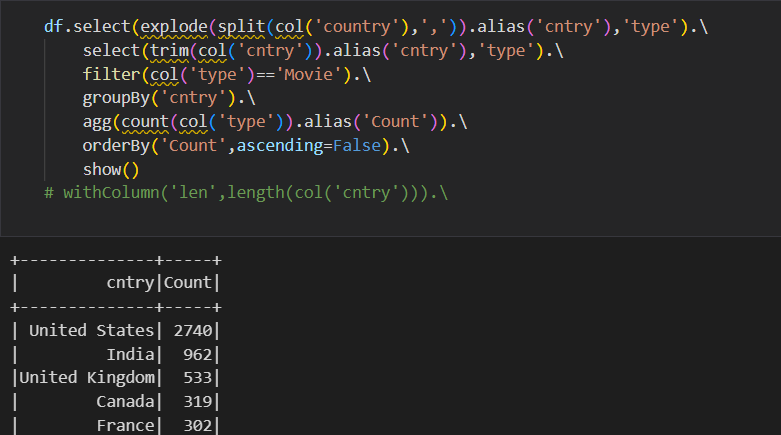 df.select(explode(split(col('country'),',')).alias('cntry'),'type').\
    select(trim(col('cntry')).alias('cntry'),'type').\
    filter(col('type')=='Movie').\
    groupBy('cntry').\
    agg(count(col('type')).alias('Count')).\
    orderBy('Count',ascending=False).\
    show()
# withColumn('len',length(col('cntry'))).\
+--------------+-----+
|         cntry|Count|
+--------------+-----+
| United States| 2740|
|         India|  962|
|United Kingdom|  533|
|        Canada|  319|
|        France|  302|